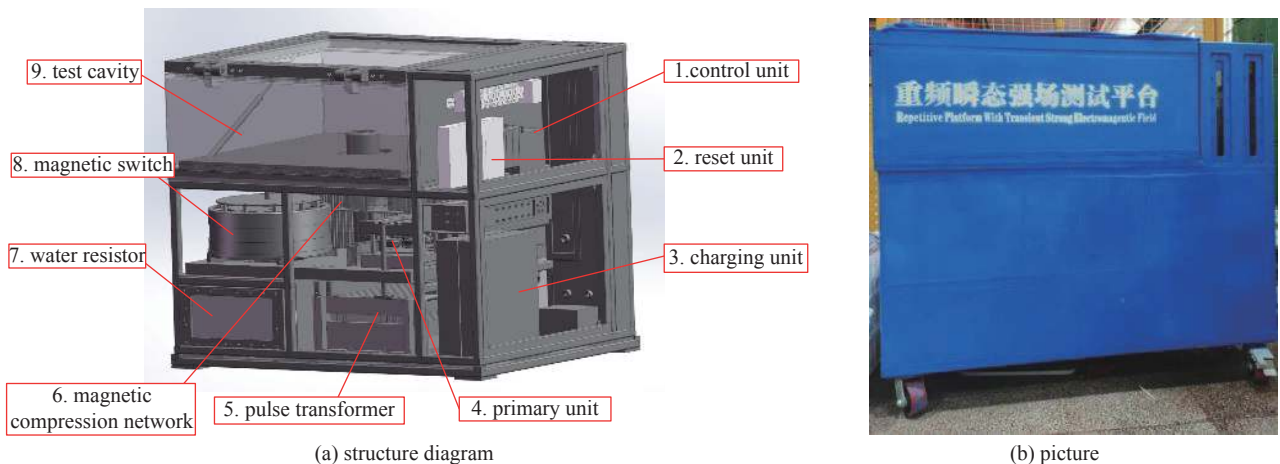 9. test cavity
1.control unit
2. reset unit
8. magnetic switch
7. water resistor
3. charging unit
6. magnetic
compression network
5. pulse transformer
4. primary unit
(a) structure diagram
重频瞬态强场测试平台
Repetitive Platform With Transient Strong Electromagnetic Field
(b) picture